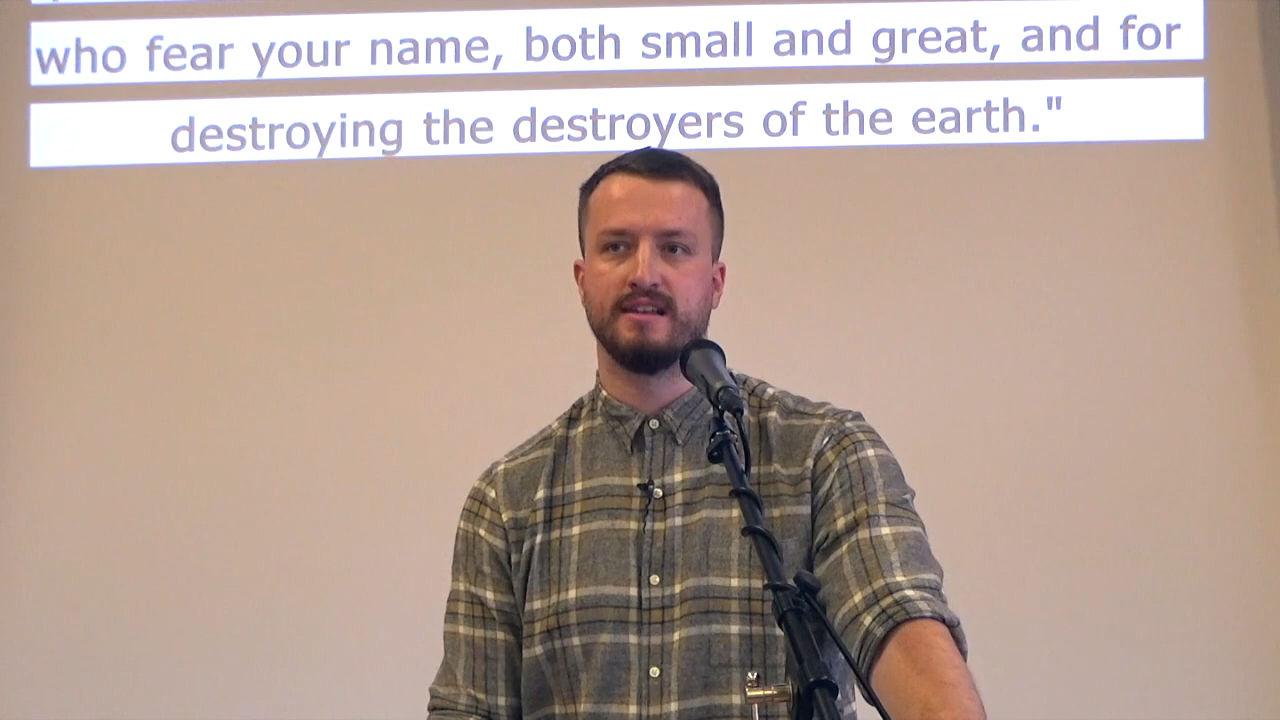 who fear your name, both small and great, and for
destroying the destroyers of the earth."